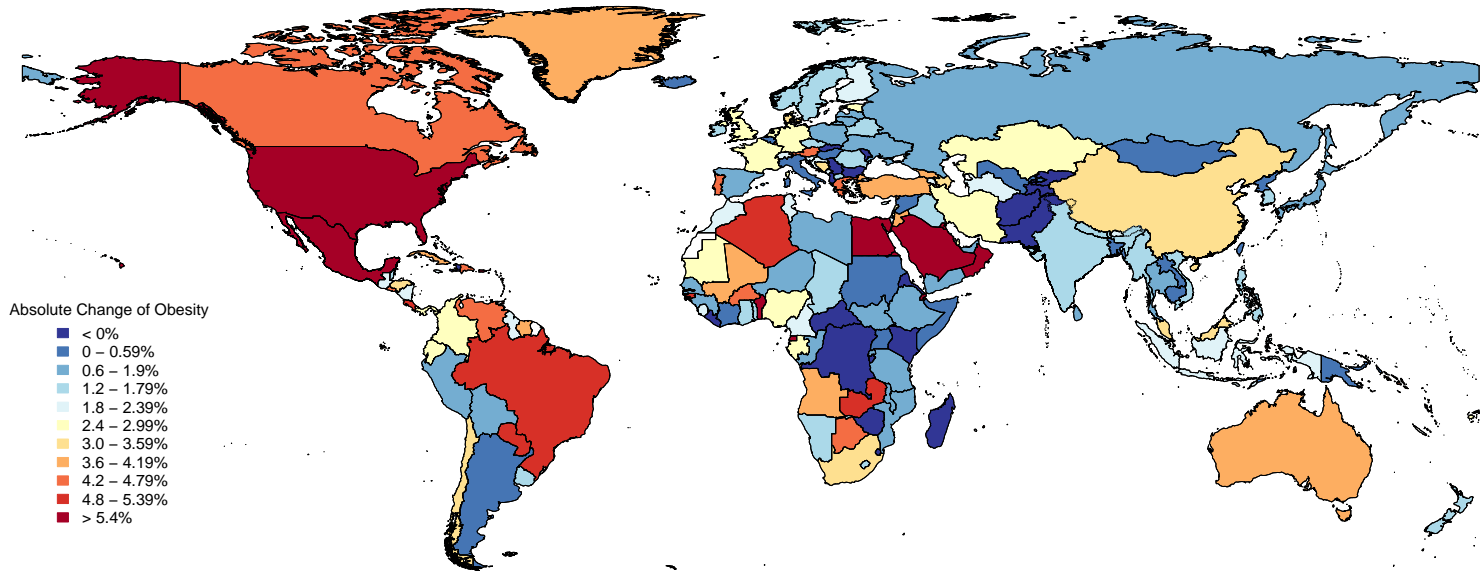 Absolute Change of Obesity
< 0%
0 – 0.59%
0.6 – 1.9%
1.2 – 1.79%
1.8 – 2.39%
2.4 – 2.99%
3.0 – 3.59%
3.6 – 4.19%
4.2 – 4.79%
4.8 – 5.39%
> 5.4%